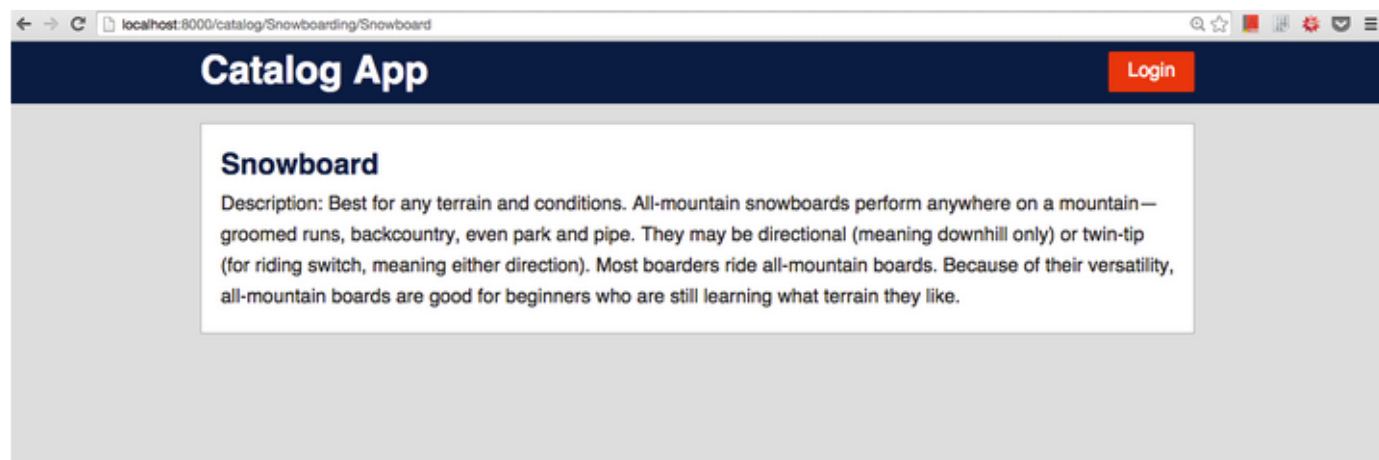 localhost:8000/catalog/Snowboarding/Snowboard
Catalog App
Login
Snowboard
Description: Best for any terrain and conditions. All-mountain snowboards perform anywhere on a mountain—
groomed runs, backcountry, even park and pipe. They may be directional (meaning downhill only) or twin-tip
(for riding switch, meaning either direction). Most boarders ride all-mountain boards. Because of their versatility,
all-mountain boards are good for beginners who are still learning what terrain they like.